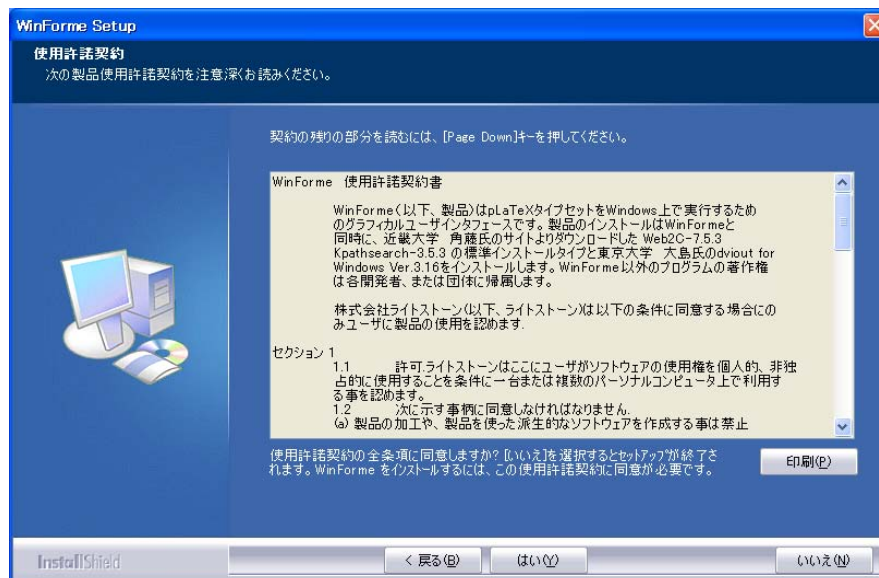 WinForme Setup
使用許諾契約
次の製品使用許諾契約を注意深くお読みください。
契約の残りの部分を読むには、[Page Down]キーを押してください。
WinForme 使用許諾契約書
WinForme(以下、製品)はpLaTeXタイプセットをWindows上で実行するため
のグラフィカルユーザインタフェースです。製品のインストールはWinFormeと
同時に、近畿大学 角藤氏のサイトよりダウンロードした Web2C-7.5.3
Kpathsearch-3.5.3 の標準インストールタイプと東京大学 大島氏のdviout for
Windows Ver.3.16をインストールします。WinForme以外のプログラムの著作権
は各開発者、または団体に帰属します。
株式会社ライトストーン(以下、ライトストーン)は以下の条件に同意する場合にの
みユーザに製品の使用を認めます.
セクション 1
1.1 許可.ライトストーンはここにユーザがソフトウェアの使用権を個人的、非独
占的に使用することを条件に一台または複数のパーソナルコンピュータ上で利用す
る事を認めます。
1.2 次に示す事柄に同意しなければなりません.
(a) 製品の加工や、製品を使った派生的なソフトウェアを作成する事は禁止
使用許諾契約の全条項に同意しますか? [いいえ]を選択するとセットアップが終了さ
れます。WinForme をインストールするには、この使用許諾契約に同意が必要です。
印刷(P)
InstallShield
< 戻る(B)
はい(Y)
いいえ(N)